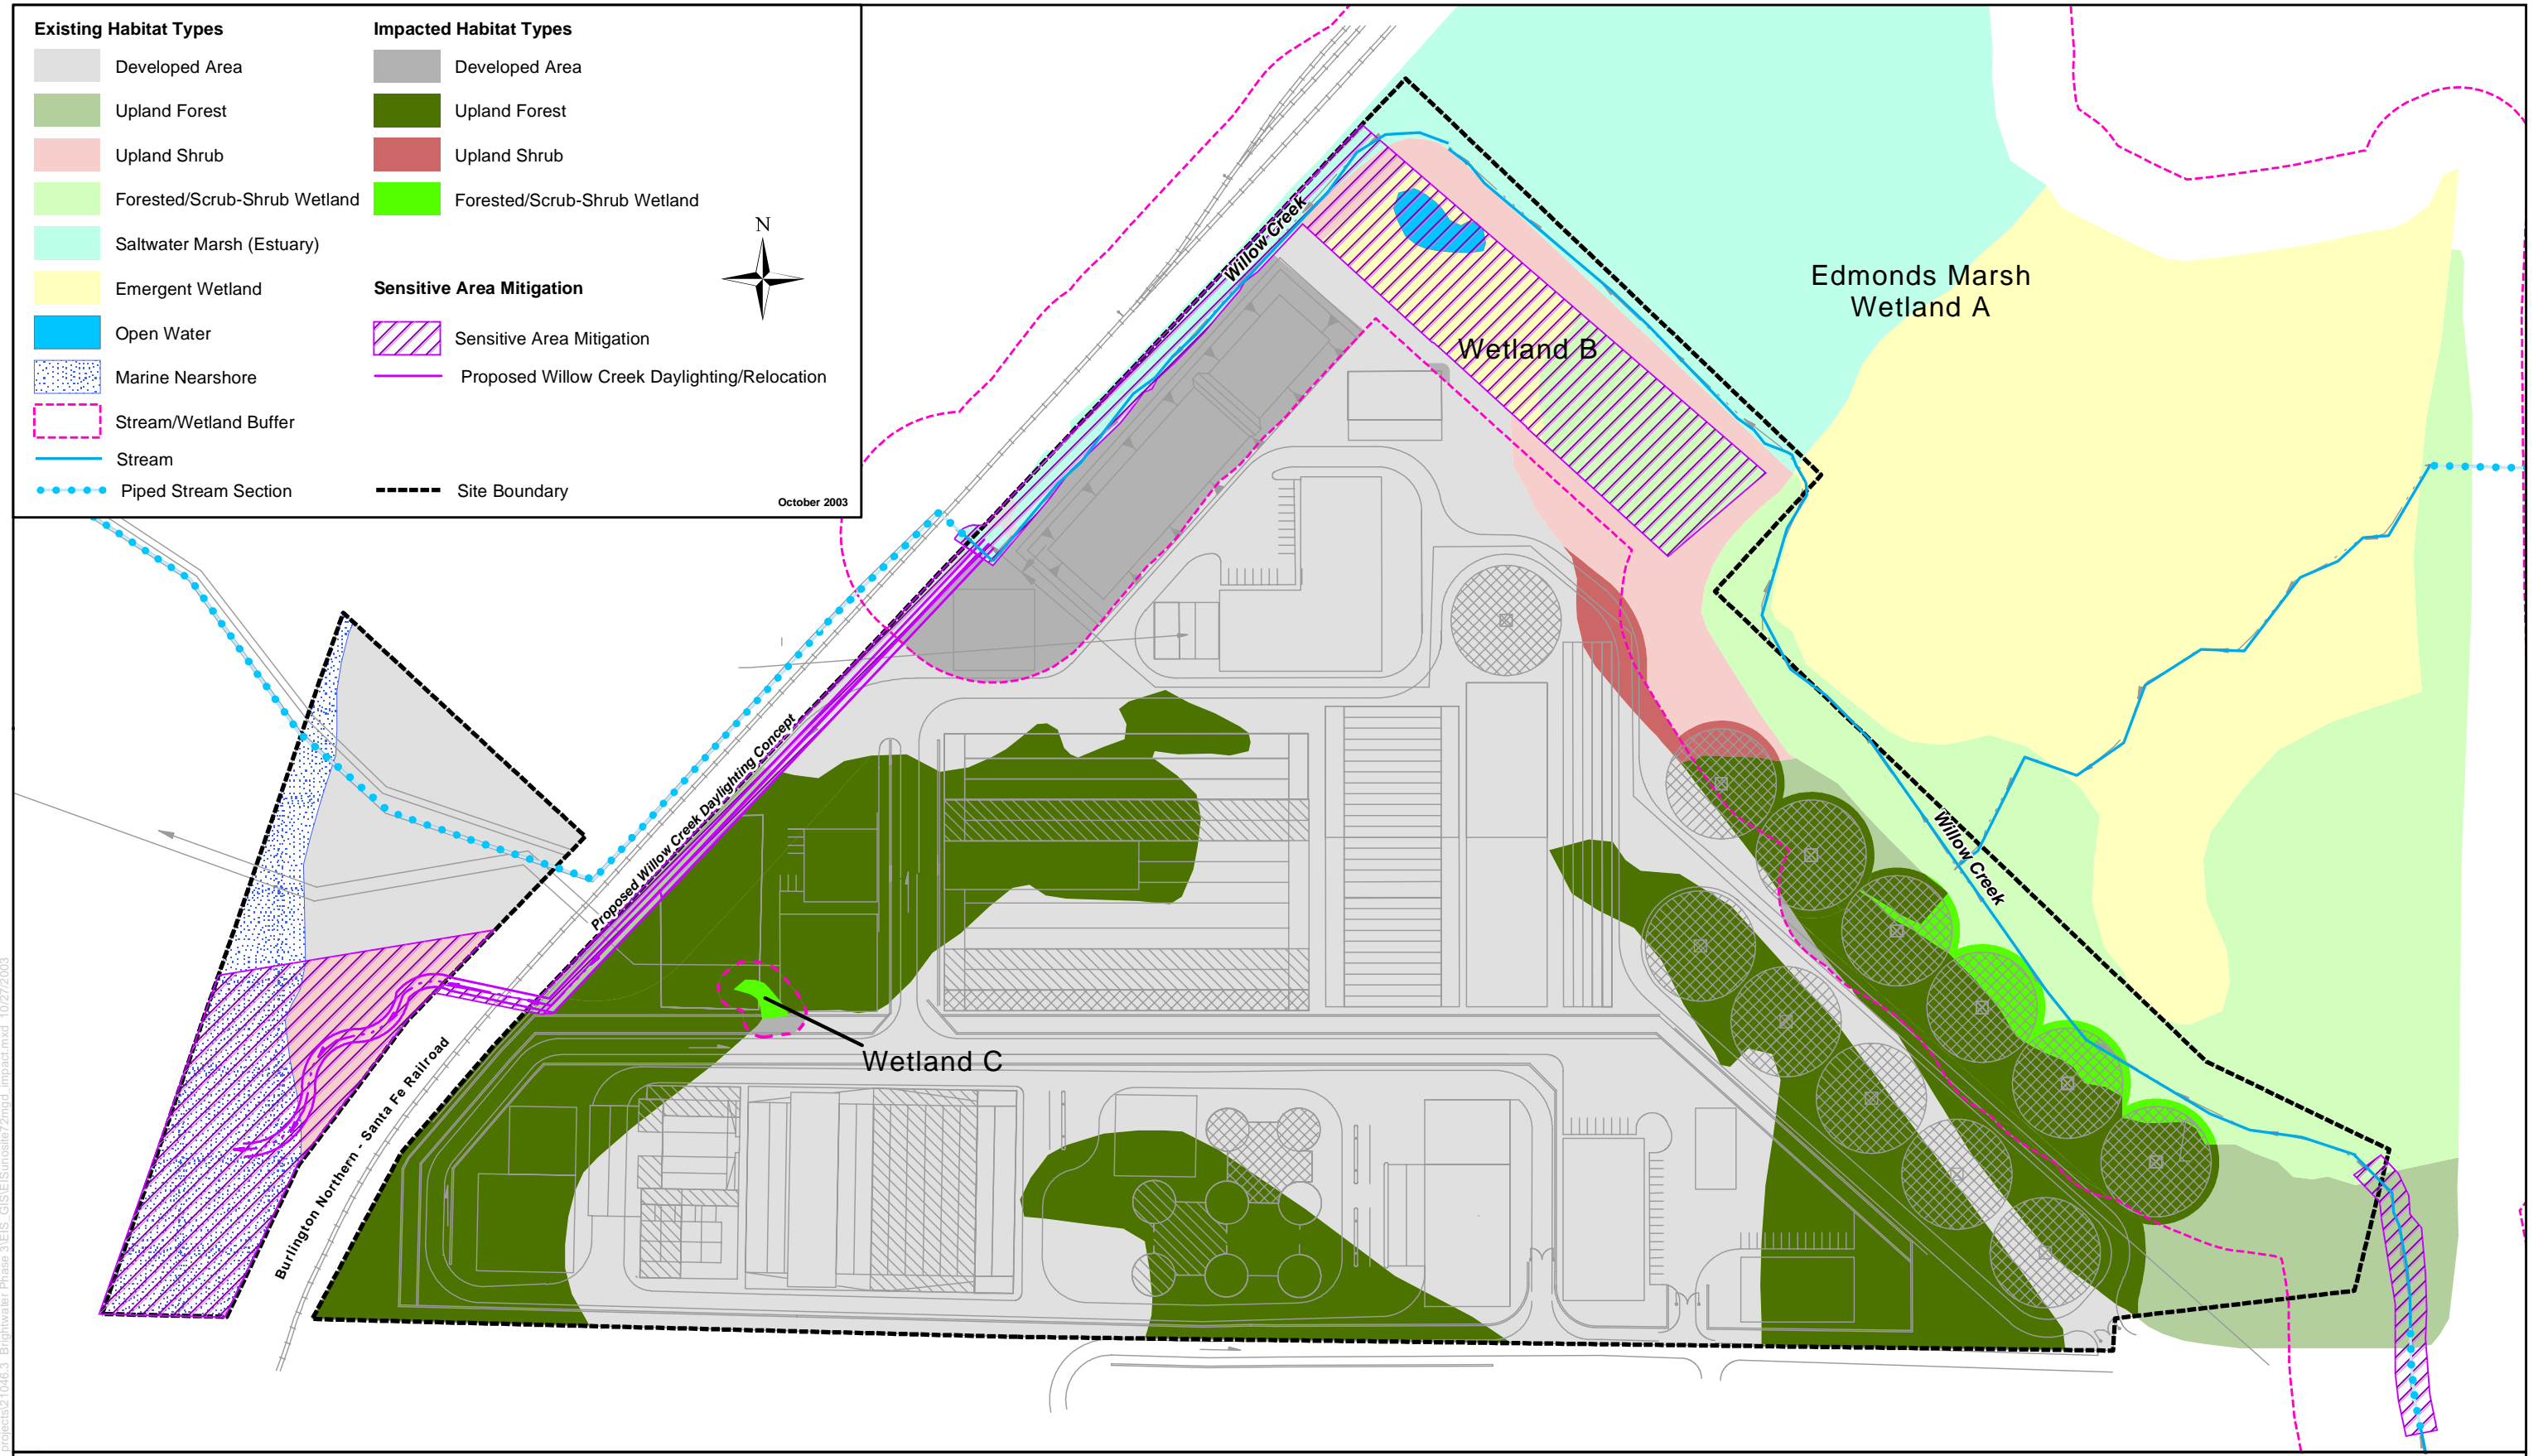 Existing Habitat Types
Developed Area
Upland Forest
Upland Shrub
Forested/Scrub-Shrub Wetland
Saltwater Marsh (Estuary)
Emergent Wetland
Open Water
Marine Nearshore
Stream/Wetland Buffer
Stream
Piped Stream Section
Impacted Habitat Types
Developed Area
Upland Forest
Upland Shrub
Forested/Scrub-Shrub Wetland
Sensitive Area Mitigation
Sensitive Area Mitigation
Proposed Willow Creek Daylighting/Relocation
Site Boundary
N
October 2003
Willow Creek
Edmonds Marsh
Wetland A
Wetland B
Proposed Willow Creek Daylighting Concept
Willow Creek
Wetland C
Burlington Northern - Santa Fe Railroad